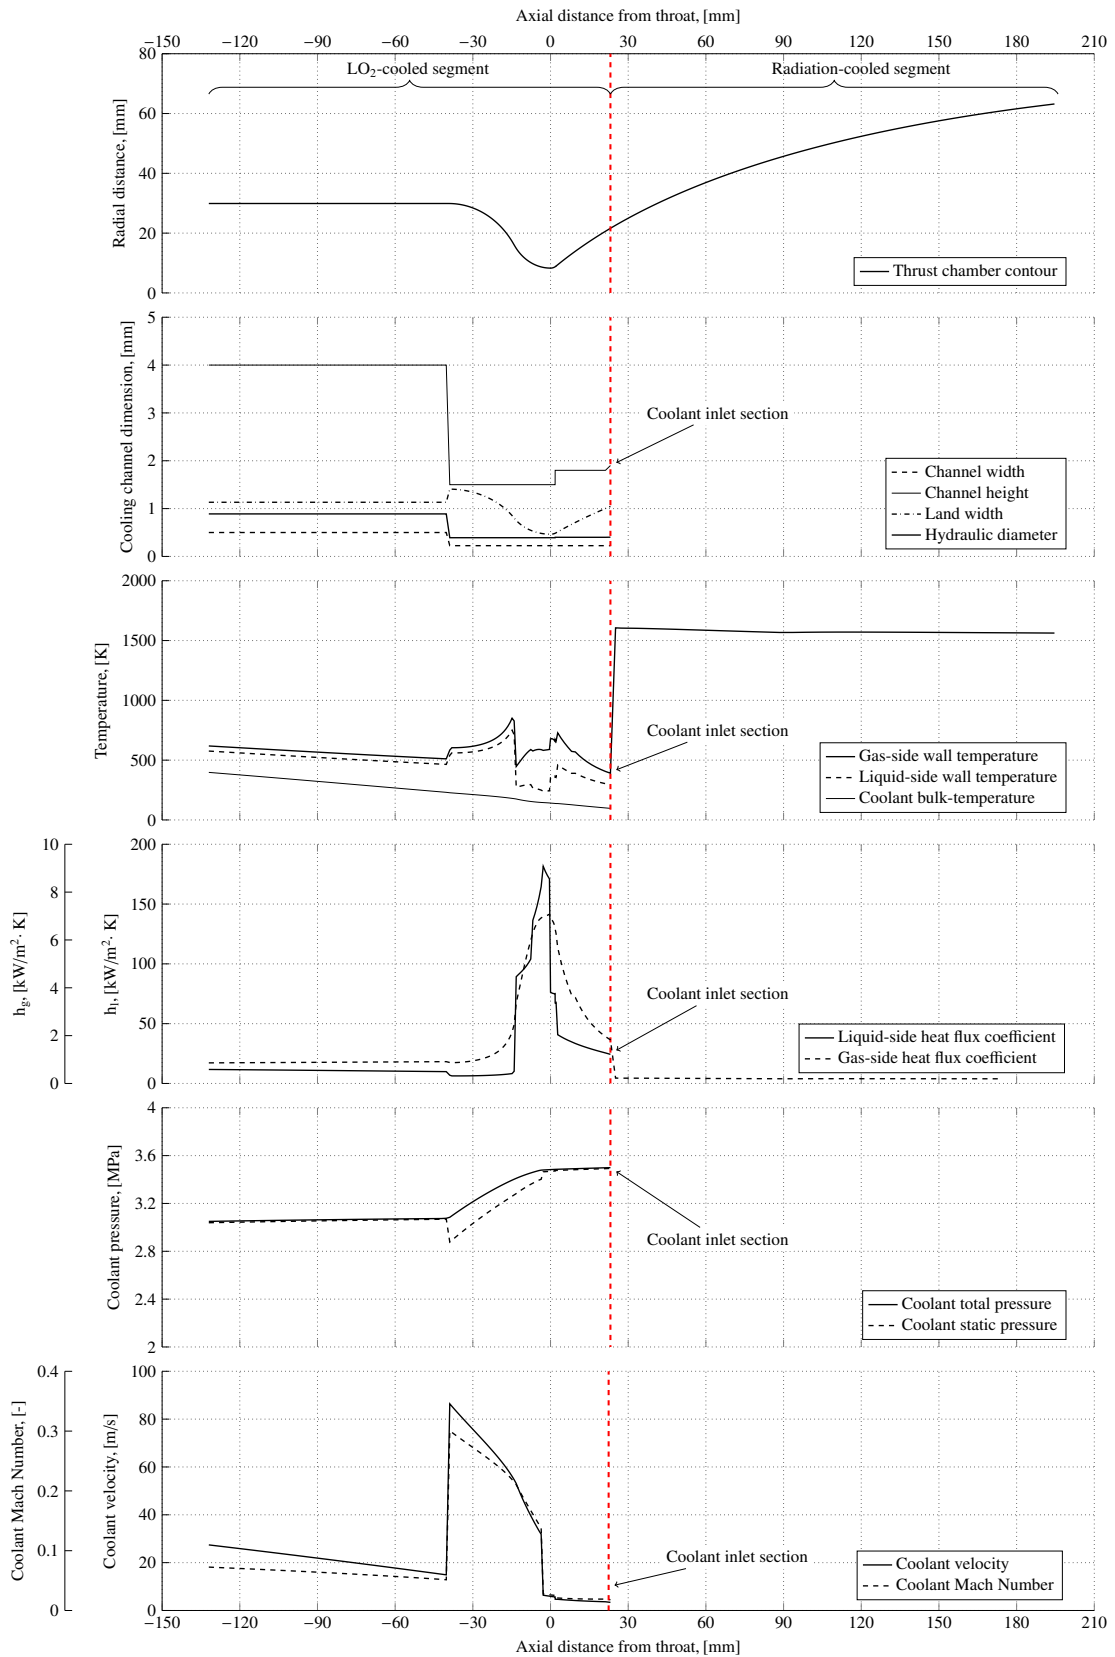 Axial distance from throat, [mm]
−150 −120 −90 −60 −30 0 30 60 90 120 150 180 210
LO2-cooled segment
Radiation-cooled segment
80
60
40
20
0
Radial distance, [mm]
Thrust chamber contour
5
4
3
2
1
0
Cooling channel dimension, [mm]
Coolant inlet section
Channel width
Channel height
Land width
Hydraulic diameter
2000
1500
1000
500
0
Temperature, [K]
Coolant inlet section
Gas-side wall temperature
Liquid-side wall temperature
Coolant bulk-temperature
10
8
6
4
2
0
hg, [kW/m²· K]
200
150
100
50
0
hl, [kW/m²· K]
Coolant inlet section
Liquid-side heat flux coefficient
Gas-side heat flux coefficient
4
3.6
3.2
2.8
2.4
2
Coolant pressure, [MPa]
Coolant inlet section
Coolant total pressure
Coolant static pressure
0.4
0.3
0.2
0.1
0
Coolant Mach Number, [-]
100
80
60
40
20
0
Coolant velocity, [m/s]
Coolant inlet section
Coolant velocity
Coolant Mach Number
−150 −120 −90 −60 −30 0 30 60 90 120 150 180 210
Axial distance from throat, [mm]